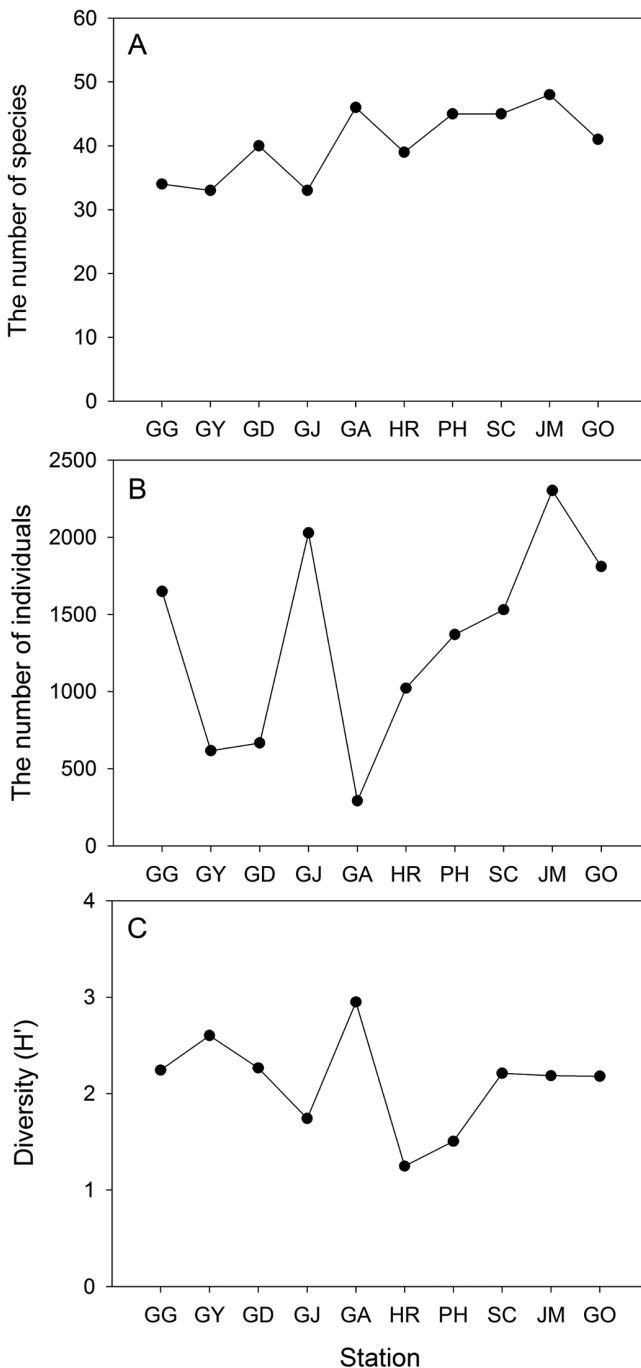 A
The number of species
60
50
40
30
20
10
0
GG GY GD GJ GA HR PH SC JM GO
B
The number of individuals
2500
2000
1500
1000
500
0
GG GY GD GJ GA HR PH SC JM GO
C
Diversity (H')
4
3
2
1
0
GG GY GD GJ GA HR PH SC JM GO
Station